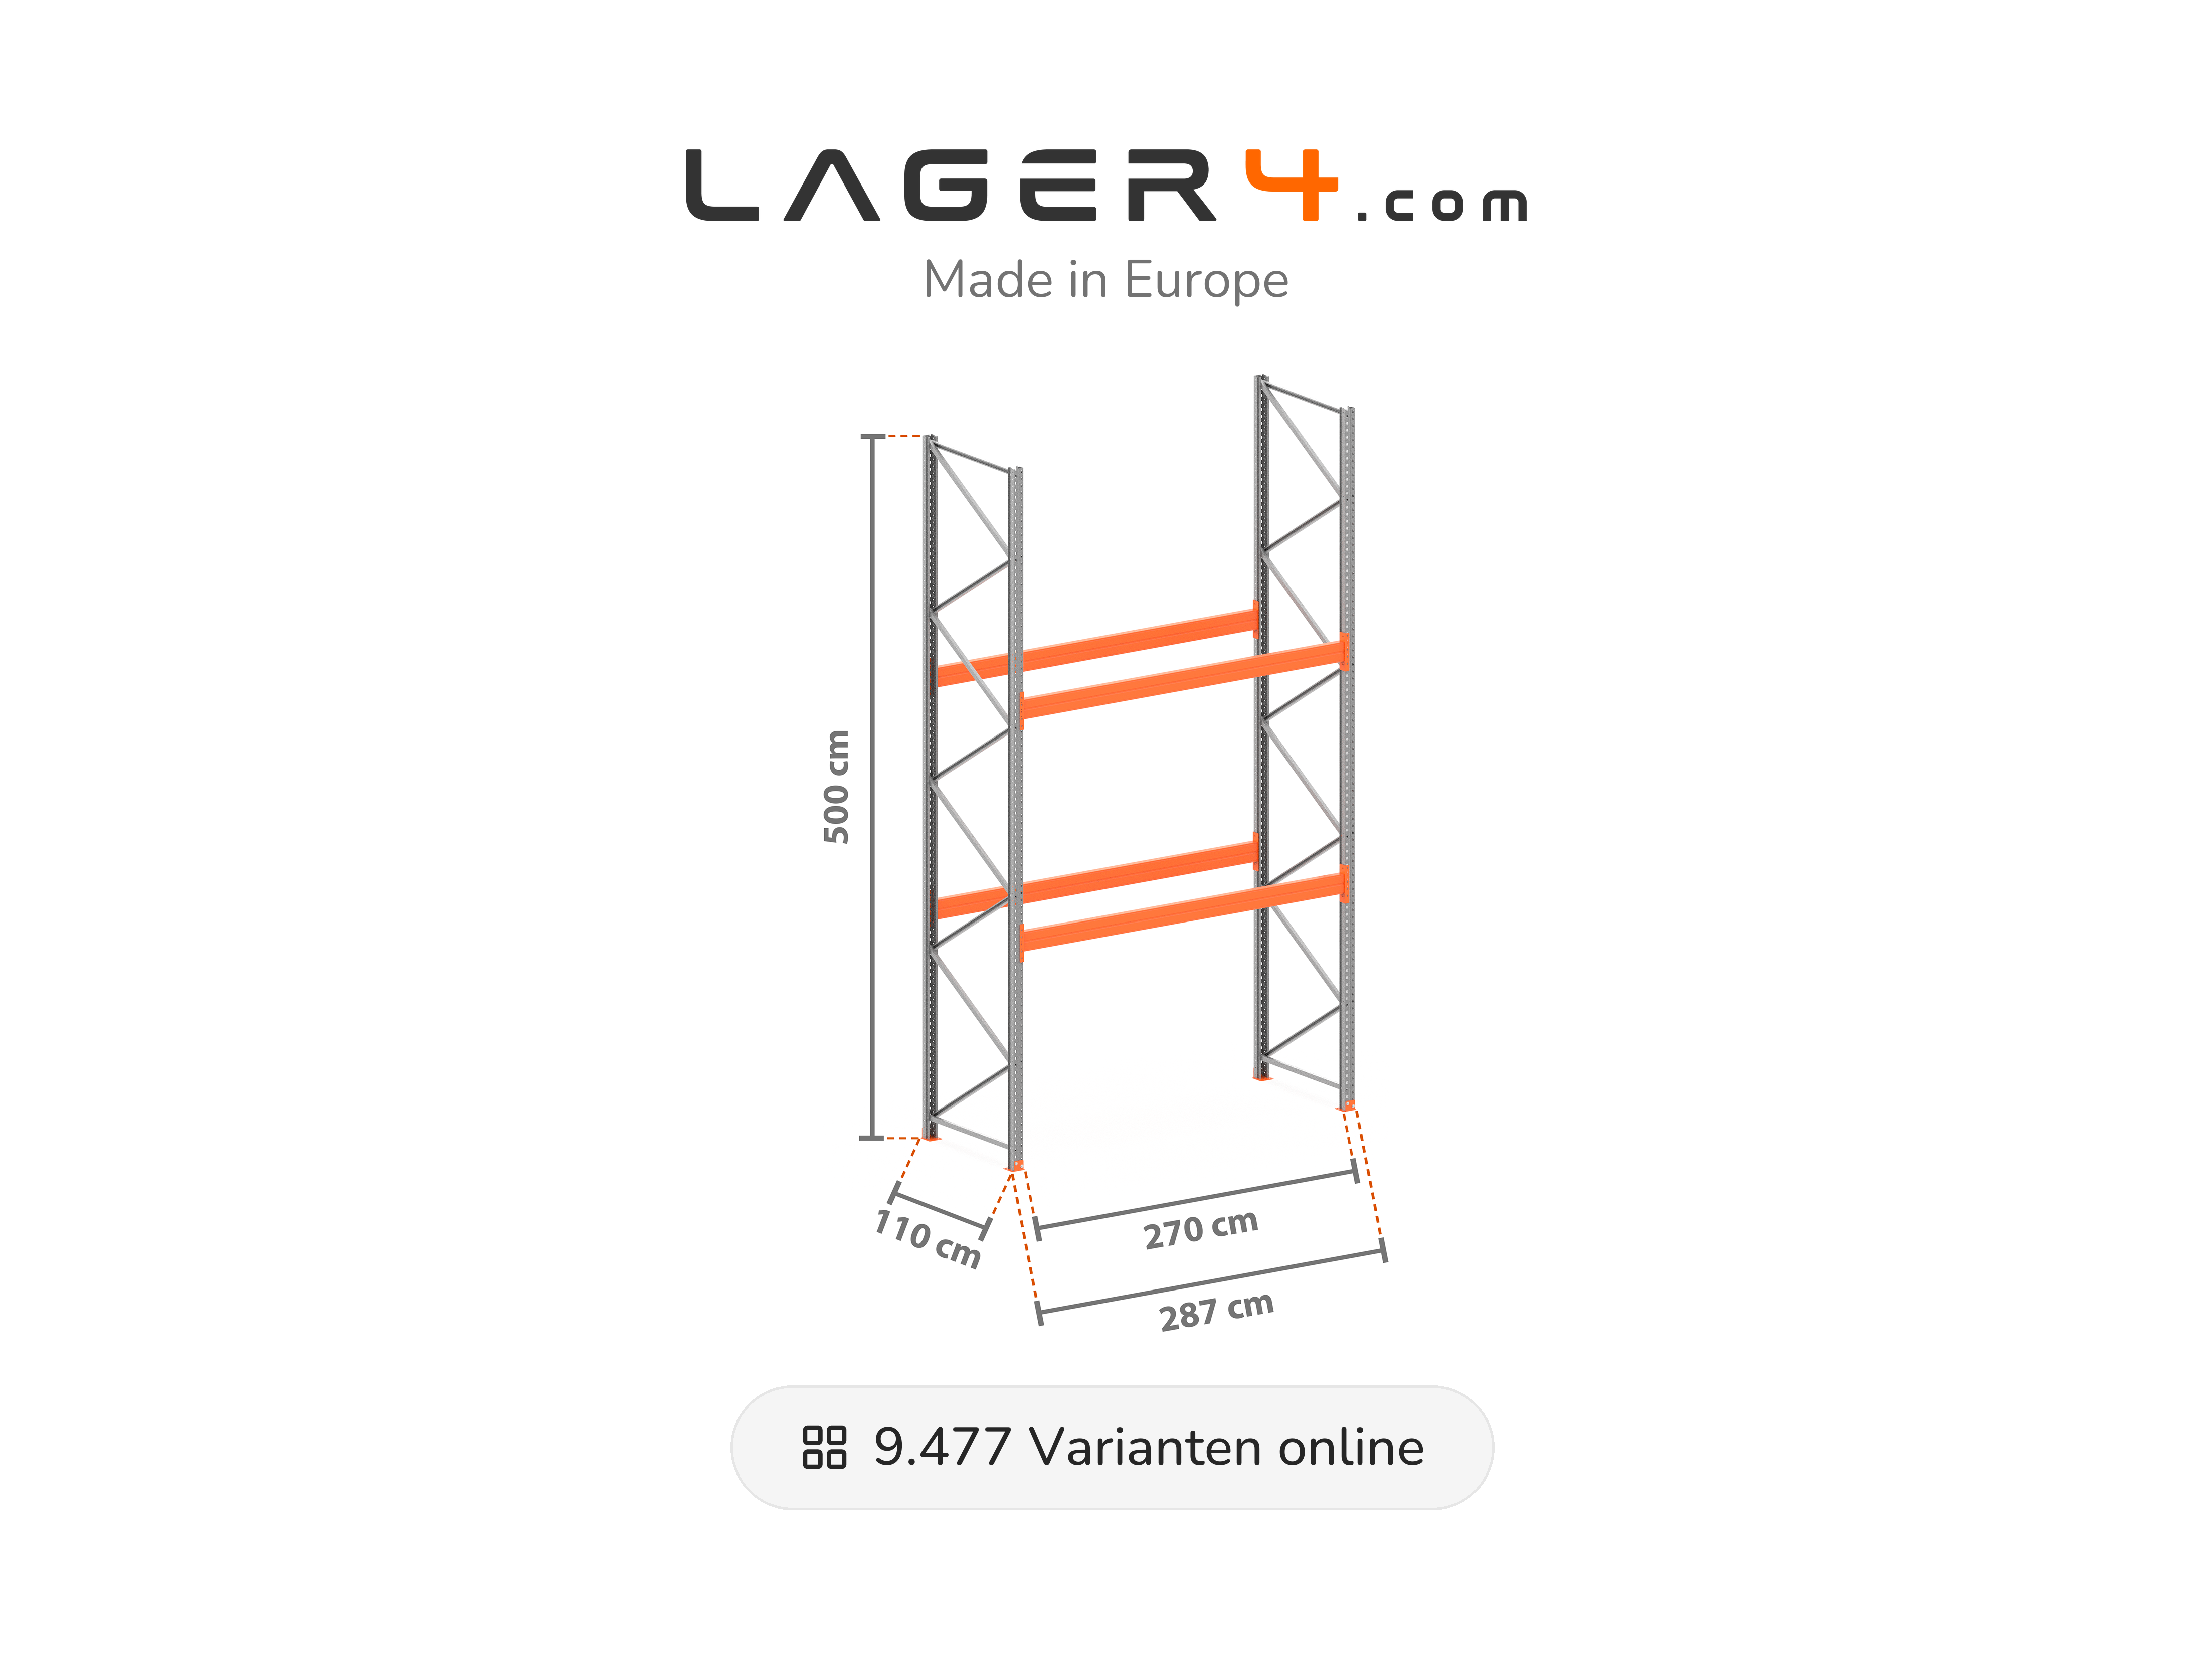 LAGER4.com
Made in Europe
500 cm
110 cm
270 cm
287 cm
9.477 Varianten online